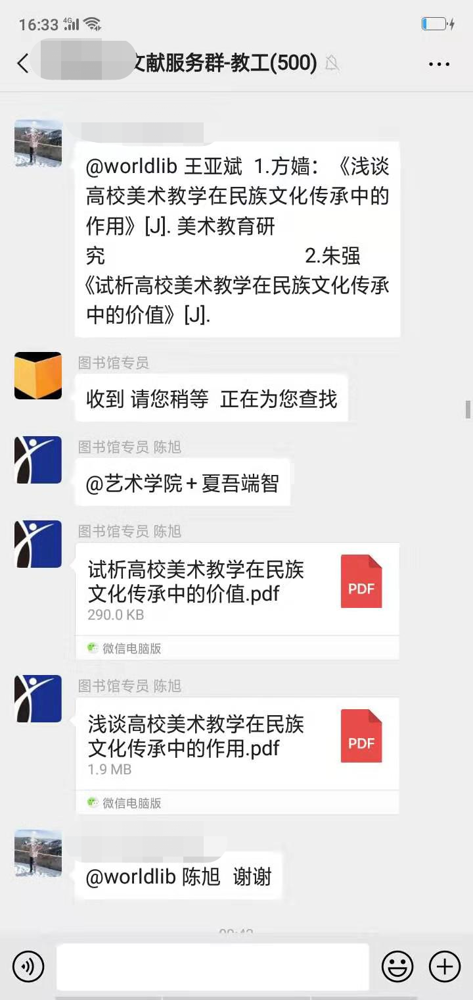 16:33 4G
文献服务群-教工(500)
@worldlib 王亚斌 1.方嫱：《浅谈
高校美术教学在民族文化传承中的
作用》[J]. 美术教育研
究 2.朱强
《试析高校美术教学在民族文化传承
中的价值》[J].
图书馆专员
收到 请您稍等 正在为您查找
图书馆专员 陈旭
@艺术学院+夏吾端智
图书馆专员 陈旭
试析高校美术教学在民族
文化传承中的价值.pdf
PDF
290.0 KB
微信电脑版
图书馆专员 陈旭
浅谈高校美术教学在民族
文化传承中的作用.pdf
PDF
1.9 MB
微信电脑版
@worldlib 陈旭 谢谢